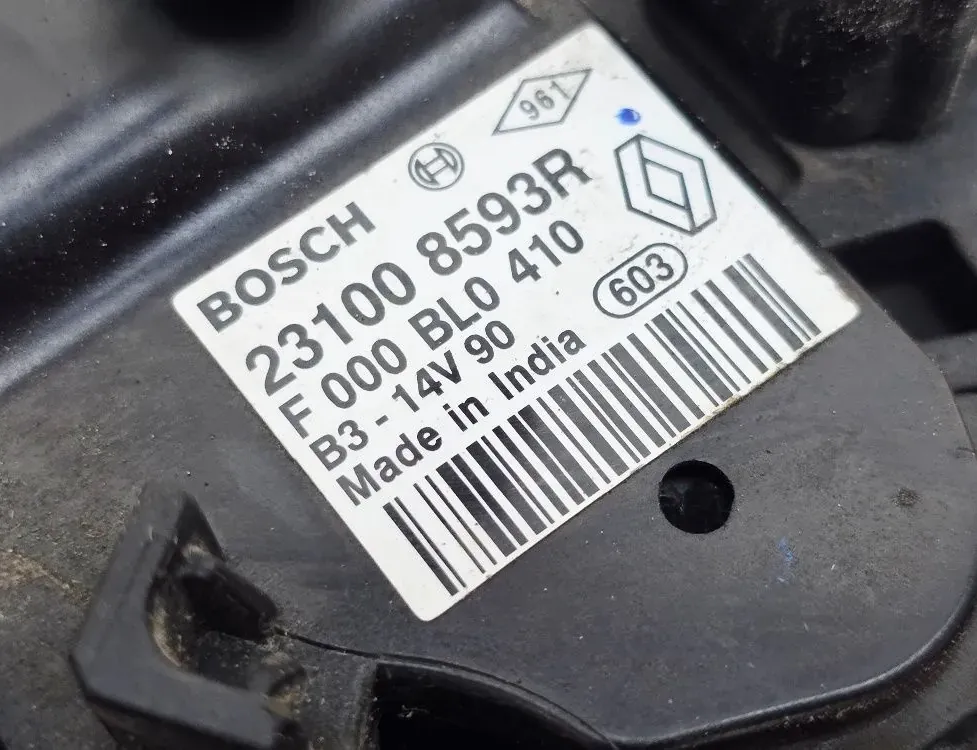 961
BOSCH
23100 8593R
F 000 BL0 410
B3 - 14V 90
603
Made in India